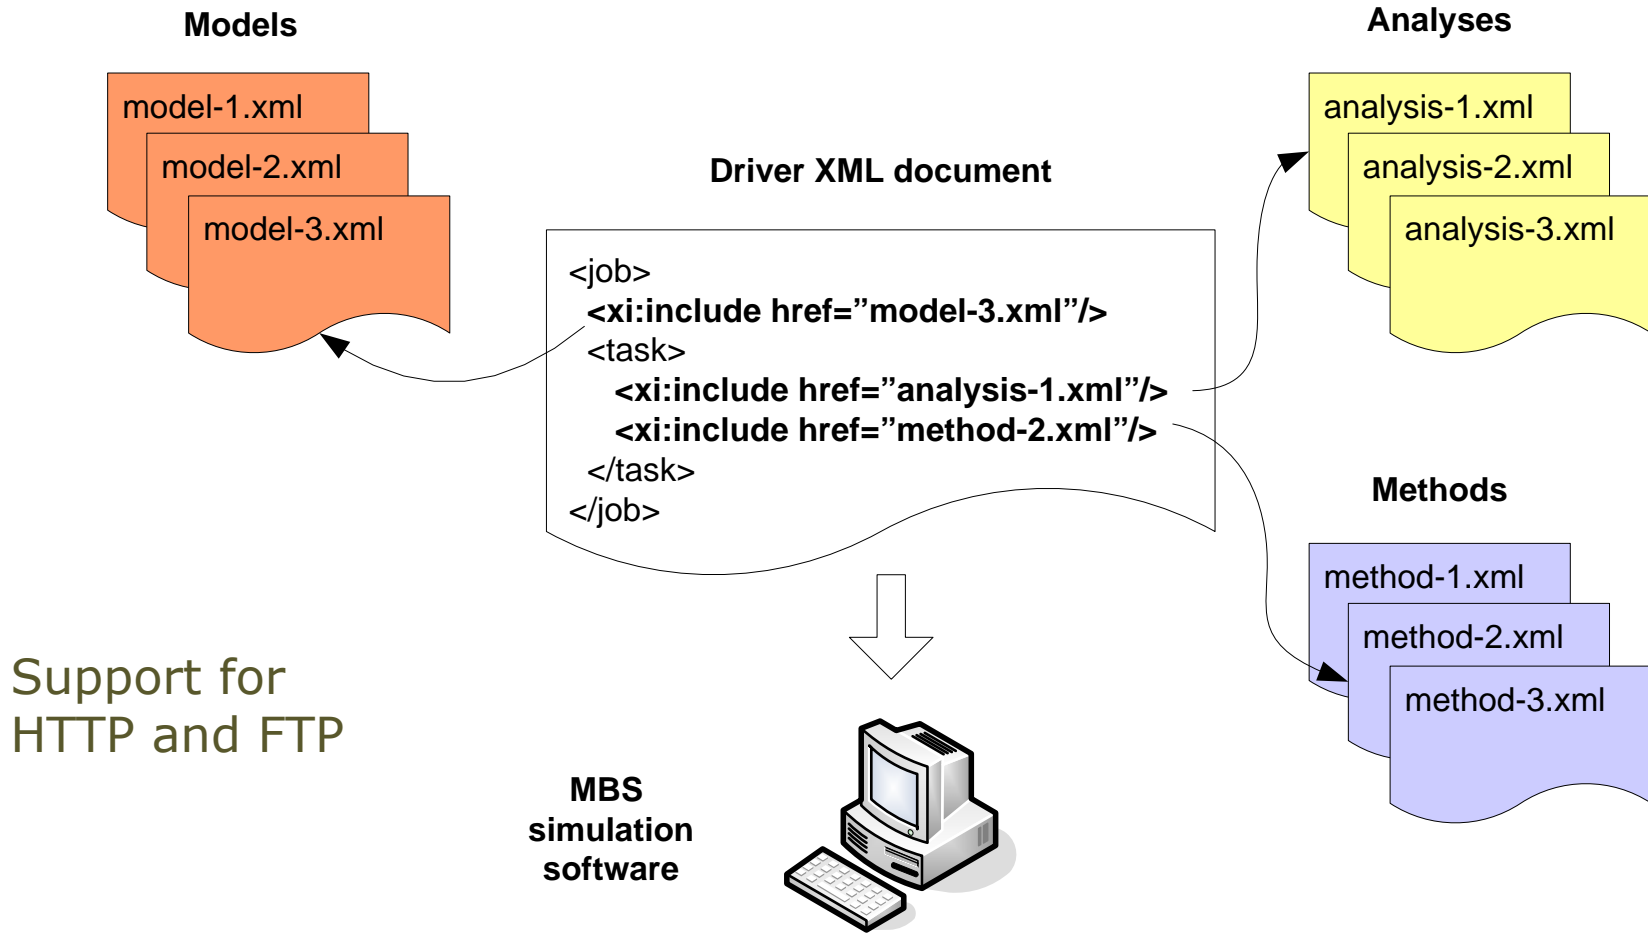 Models
model-1.xml
model-2.xml
model-3.xml
Driver XML document
<job>
<xi:include href=”model-3.xml”/>
<task>
<xi:include href=”analysis-1.xml”/>
<xi:include href=”method-2.xml”/>
</task>
</job>
Analyses
analysis-1.xml
analysis-2.xml
analysis-3.xml
Methods
method-1.xml
method-2.xml
method-3.xml
Support for
HTTP and FTP
MBS
simulation
software